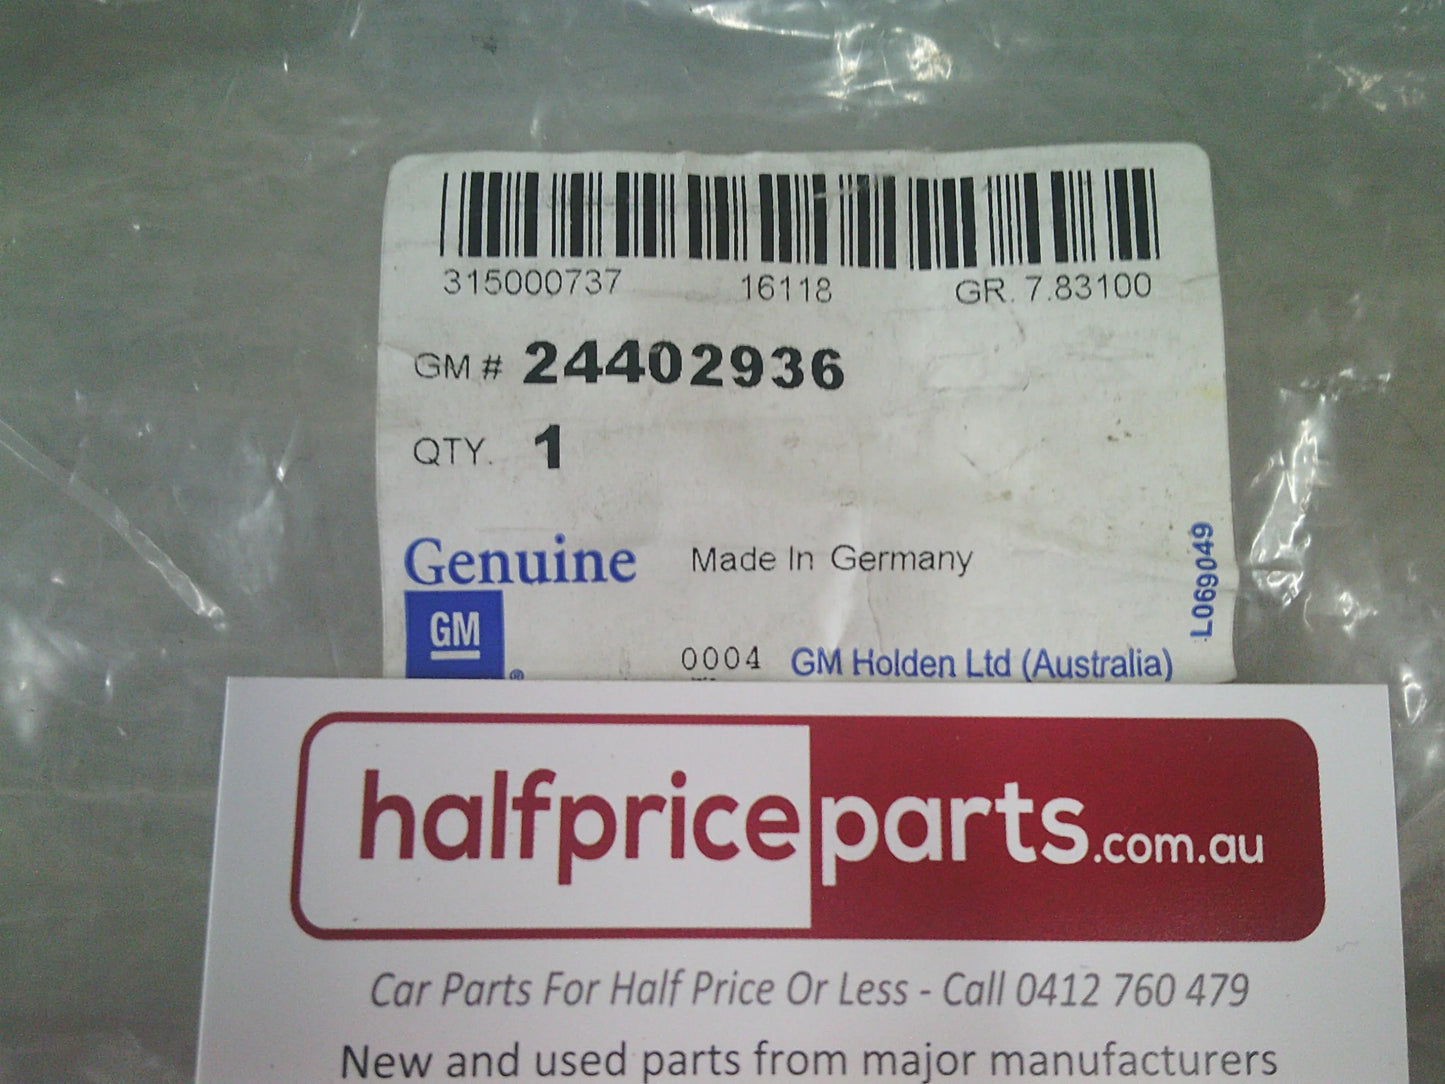 315000737 16118 GR. 7.83100
GM # 24402936
QTY. 1
Genuine Made In Germany
GM ®
0004 GM Holden Ltd (Australia)
L069049
halfpriceparts.com.au
Car Parts For Half Price Or Less - Call 0412 760 479
New and used parts from major manufacturers